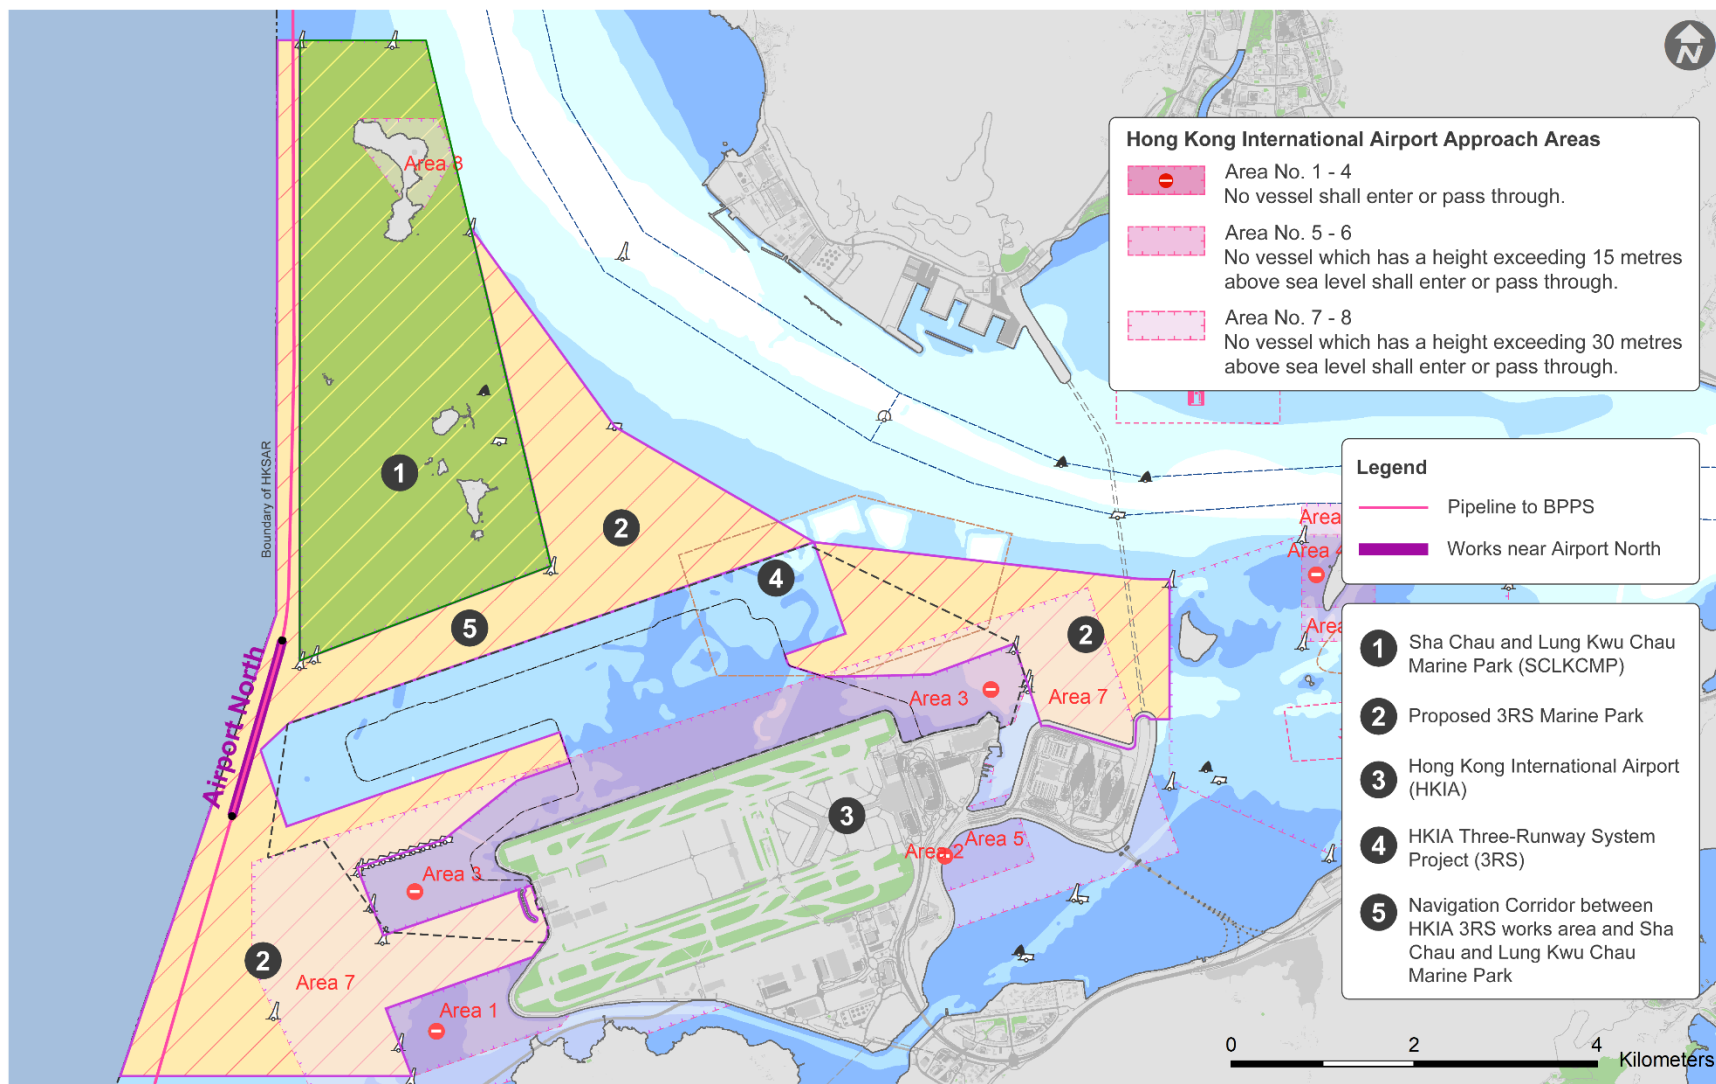 N
Hong Kong International Airport Approach Areas
Area No. 1 - 4
No vessel shall enter or pass through.
Area No. 5 - 6
No vessel which has a height exceeding 15 metres
above sea level shall enter or pass through.
Area No. 7 - 8
No vessel which has a height exceeding 30 metres
above sea level shall enter or pass through.
Area 8
Boundary of HKSAR
1
2
4
5
2
Area
Area 4
Area
Legend
Pipeline to BPPS
Works near Airport North
Airport North
Area 3
Area 7
3
Area 5
Area 2
Area 3
2
Area 7
Area 1
1
Sha Chau and Lung Kwu Chau
Marine Park (SCLKCMP)
2
Proposed 3RS Marine Park
3
Hong Kong International Airport
(HKIA)
4
HKIA Three-Runway System
Project (3RS)
5
Navigation Corridor between
HKIA 3RS works area and Sha
Chau and Lung Kwu Chau
Marine Park
0
2
4
Kilometers